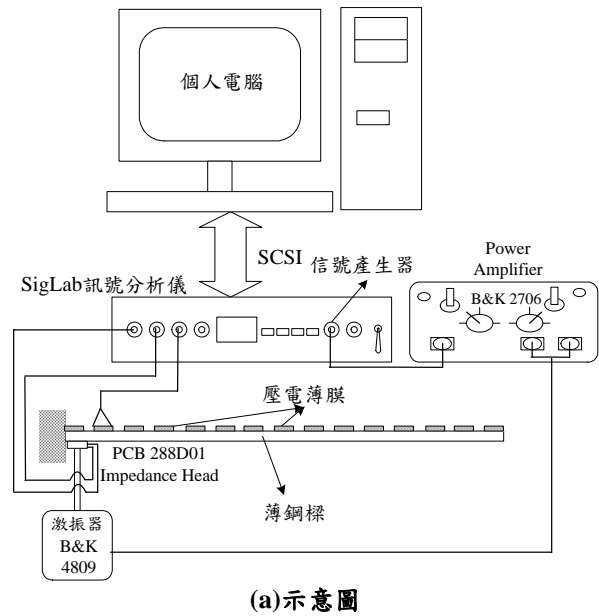 個人電腦
SCSI
信號產生器
SigLab訊號分析儀
Power
Amplifier
B&K 2706
壓電薄膜
PCB 288D01
Impedance Head
薄鋼樑
激振器
B&K
4809
(a)示意圖